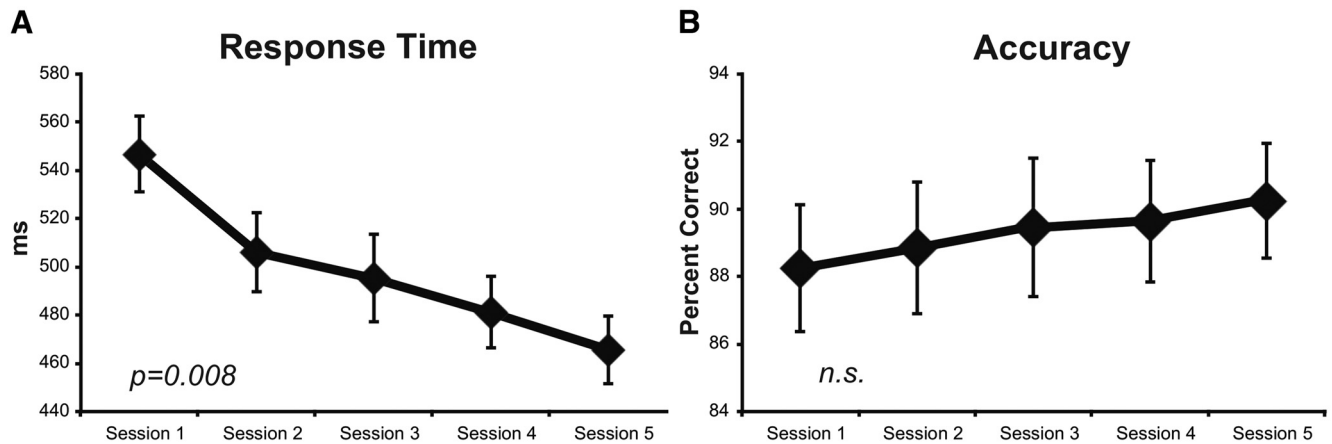 A
Response Time
580
560
540
520
500
480
460
440
ms
p=0.008
Session 1 Session 2 Session 3 Session 4 Session 5
B
Accuracy
94
92
90
88
86
84
Percent Correct
n.s.
Session 1 Session 2 Session 3 Session 4 Session 5